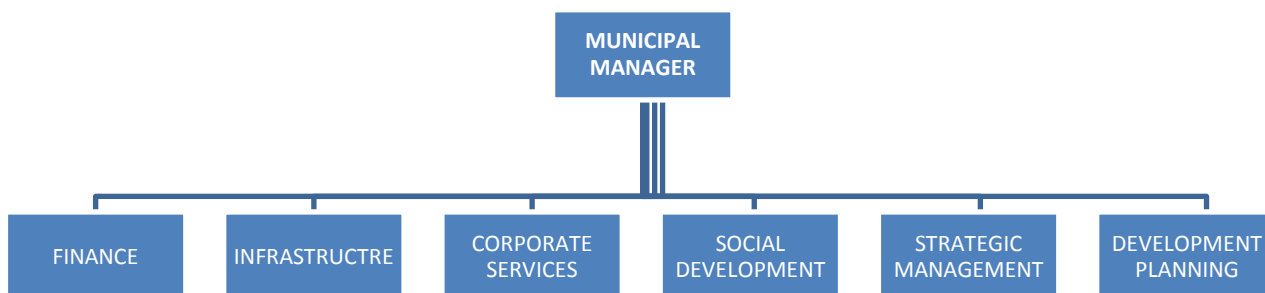 MUNICIPAL
MANAGER
FINANCE
INFRASTRUCTRE
CORPORATE
SERVICES
SOCIAL
DEVELOPMENT
STRATEGIC
MANAGEMENT
DEVELOPMENT
PLANNING